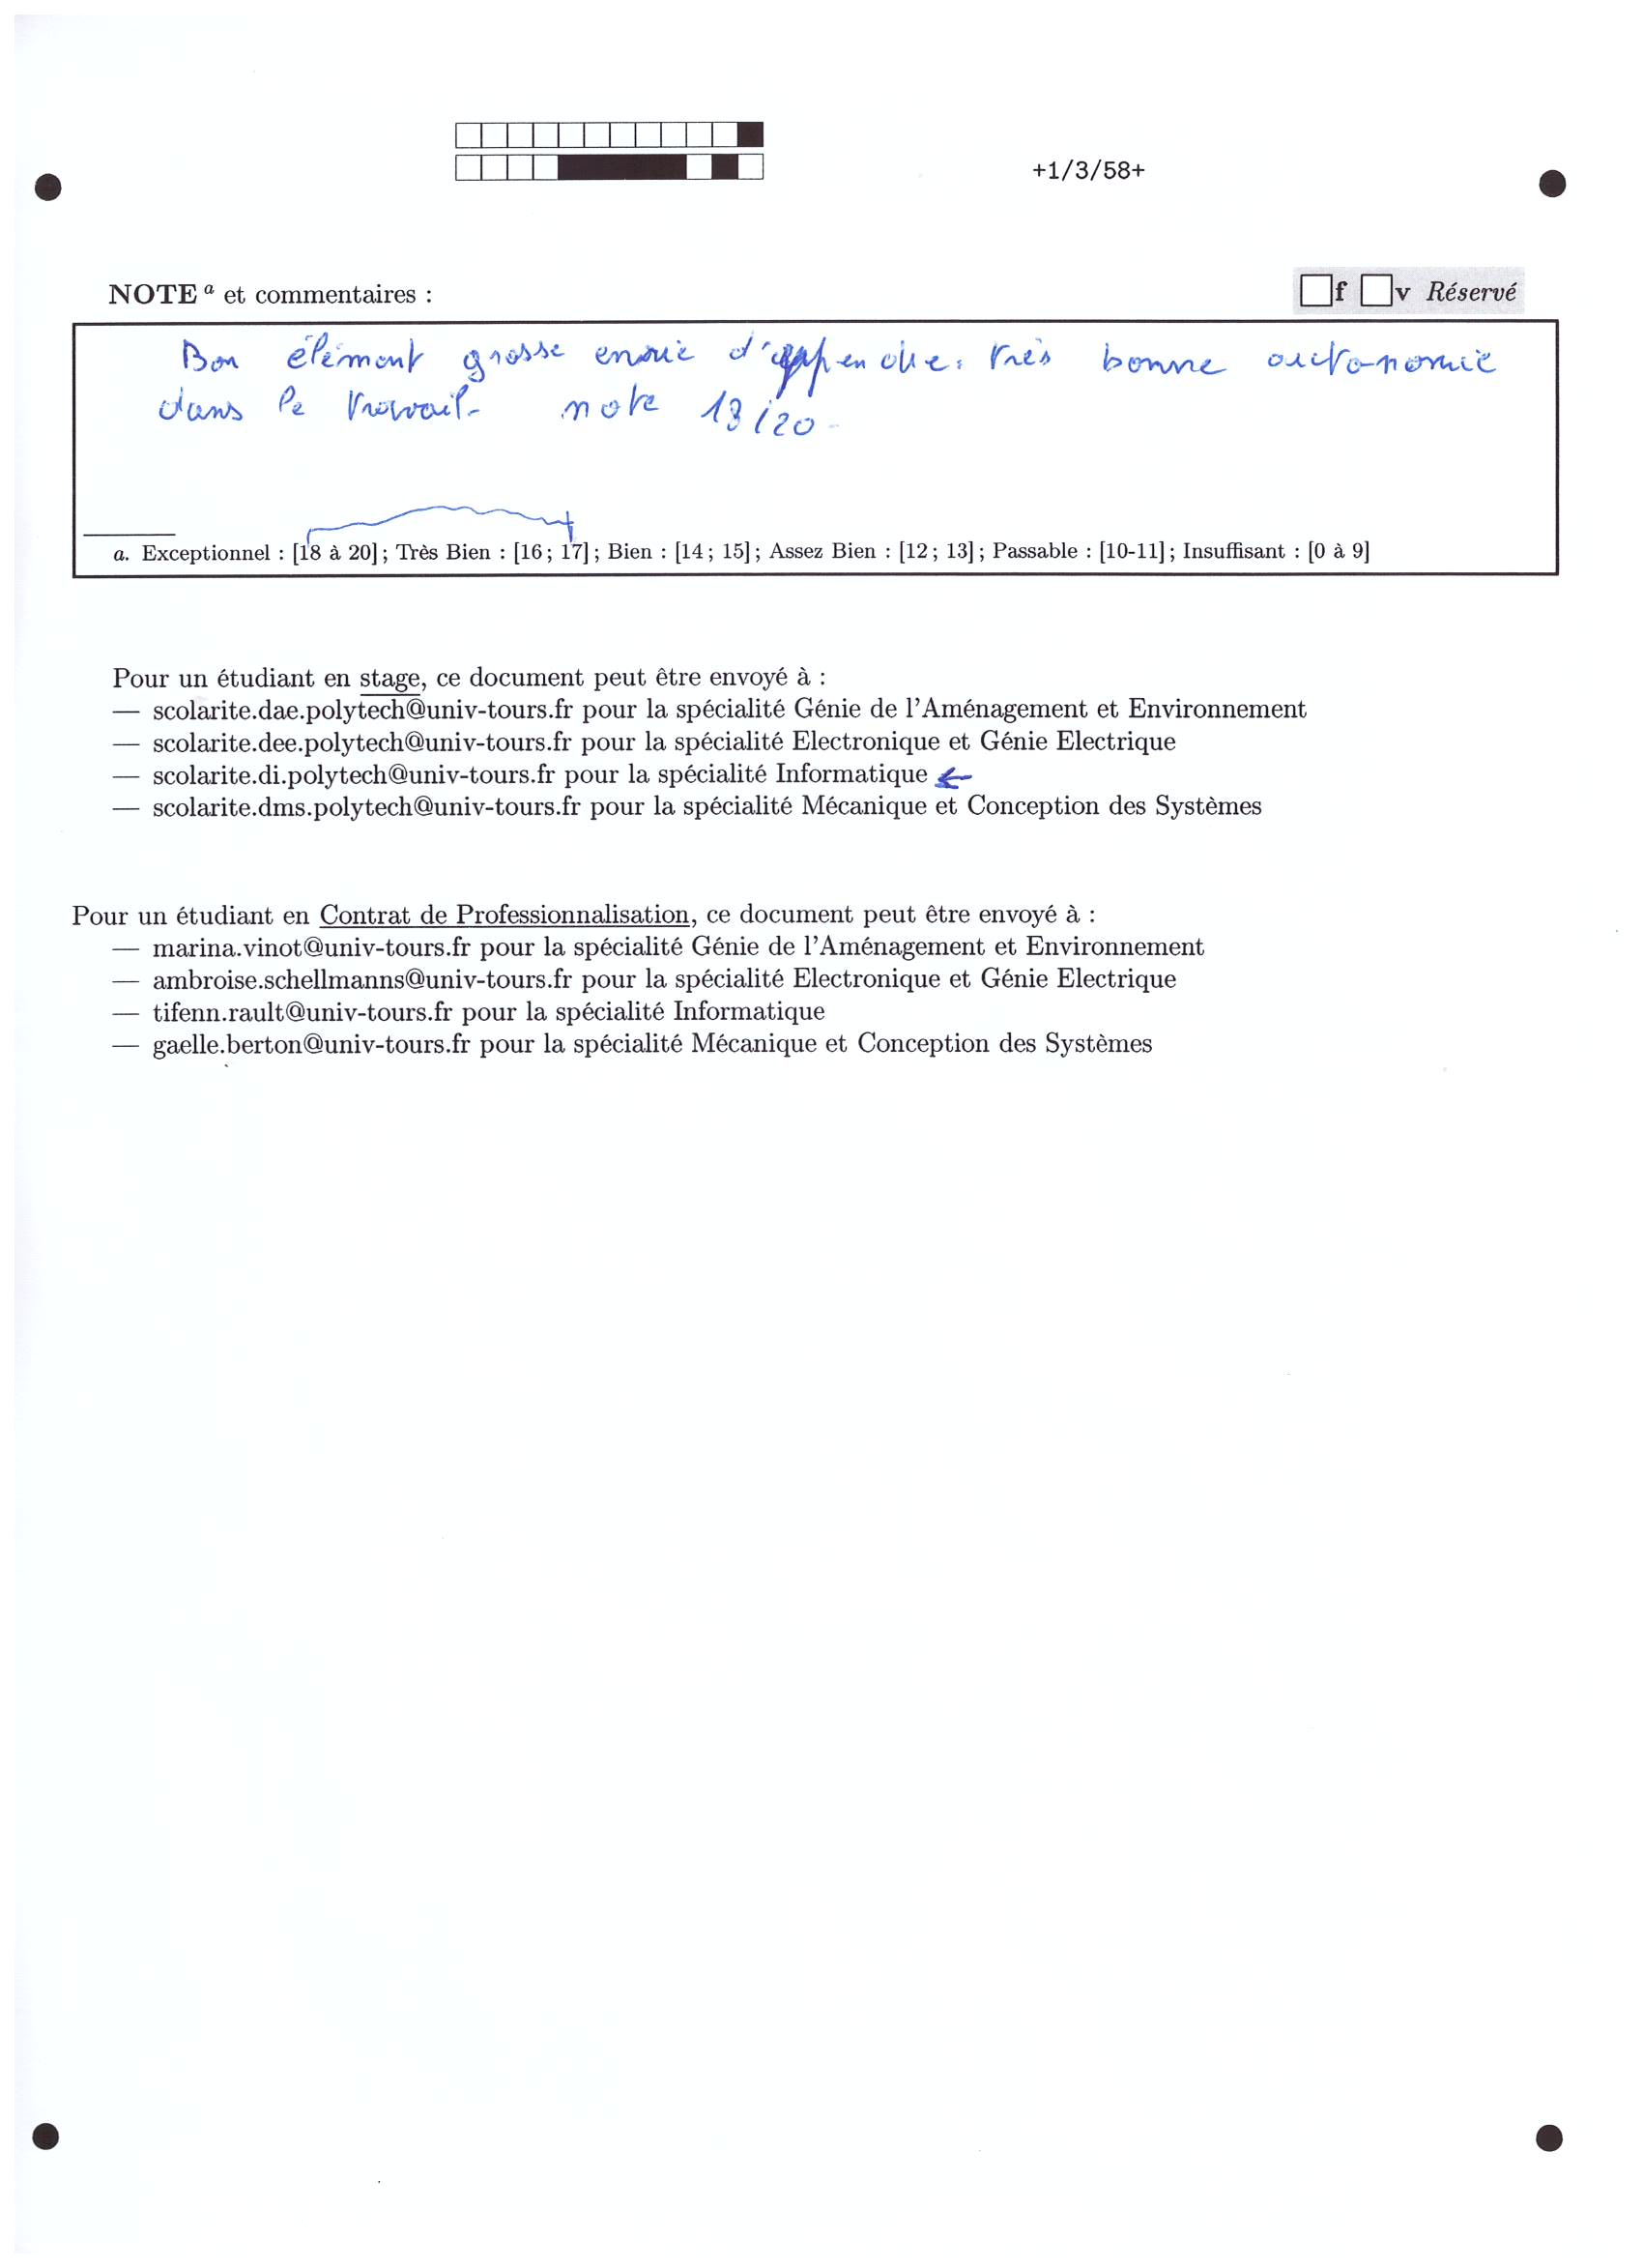 +1/3/58+
NOTE a et commentaires :
f v Réservé
Bon élément grosse envie d'apprendre. très bonne autonomie
dans le travail. note 18/20
a. Exceptionnel : [18 à 20] ; Très Bien : [16 ; 17] ; Bien : [14 ; 15] ; Assez Bien : [12 ; 13] ; Passable : [10-11] ; Insuffisant : [0 à 9]
Pour un étudiant en stage, ce document peut être envoyé à :
— scolarite.dae.polytech@univ-tours.fr pour la spécialité Génie de l'Aménagement et Environnement
— scolarite.dee.polytech@univ-tours.fr pour la spécialité Electronique et Génie Electrique
— scolarite.di.polytech@univ-tours.fr pour la spécialité Informatique ←
— scolarite.dms.polytech@univ-tours.fr pour la spécialité Mécanique et Conception des Systèmes
Pour un étudiant en Contrat de Professionnalisation, ce document peut être envoyé à :
— marina.vinot@univ-tours.fr pour la spécialité Génie de l'Aménagement et Environnement
— ambroise.schellmanns@univ-tours.fr pour la spécialité Electronique et Génie Electrique
— tifenn.rault@univ-tours.fr pour la spécialité Informatique
— gaelle.berton@univ-tours.fr pour la spécialité Mécanique et Conception des Systèmes